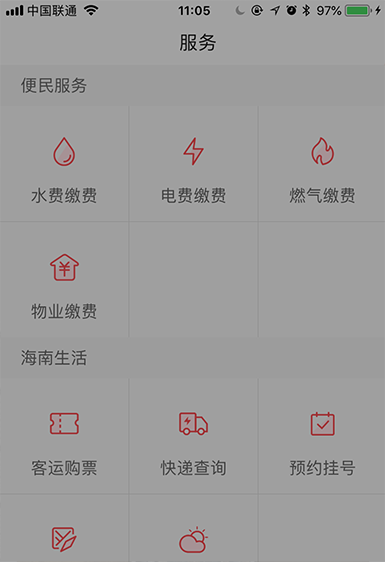 中国联通 11:05 97%
服务
便民服务
水费缴费 电费缴费 燃气缴费
物业缴费
海南生活
客运购票 快递查询 预约挂号